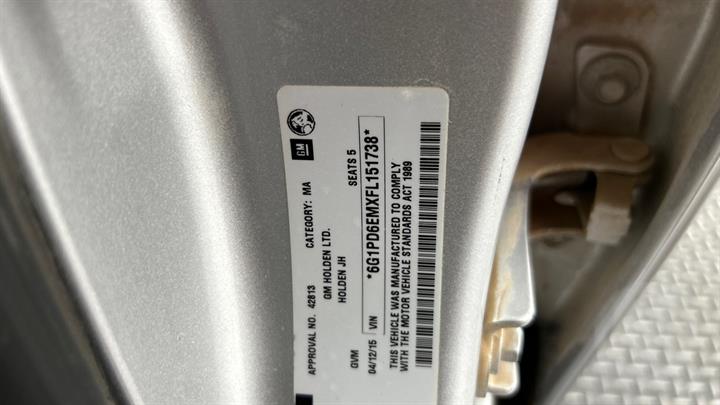 GM
APPROVAL NO. 42813 CATEGORY: MA
GM HOLDEN LTD.
HOLDEN JH SEATS 5
GVM
04/12/15 VIN *6G1PD6EMXFL151738*
THIS VEHICLE WAS MANUFACTURED TO COMPLY
WITH THE MOTOR VEHICLE STANDARDS ACT 1989